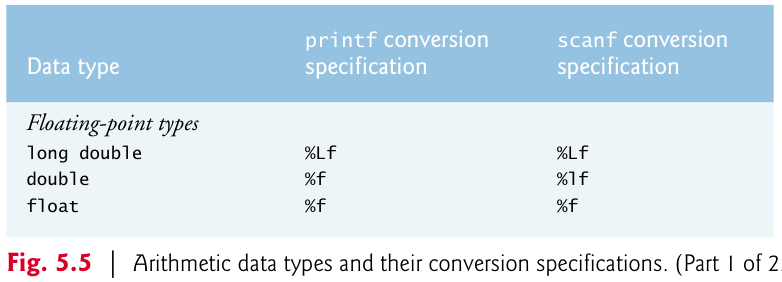 Data type printf conversion specification scanf conversion specification
Floating-point types
long double %Lf %Lf
double %f %lf
float %f %f
Fig. 5.5 | Arithmetic data types and their conversion specifications. (Part 1 of 2